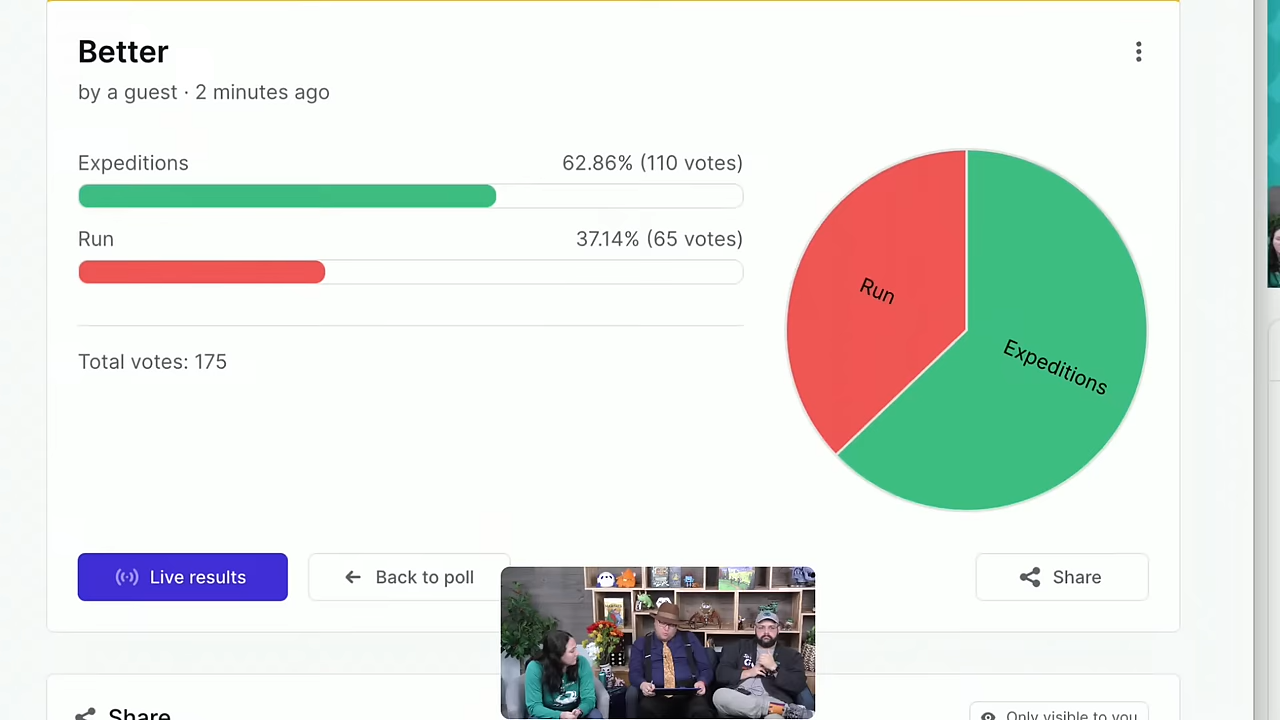 Better
by a guest · 2 minutes ago
Expeditions 62.86% (110 votes)
Run 37.14% (65 votes)
Total votes: 175
Run
Expeditions
Live results
Back to poll
Share
Share
Only visible to you